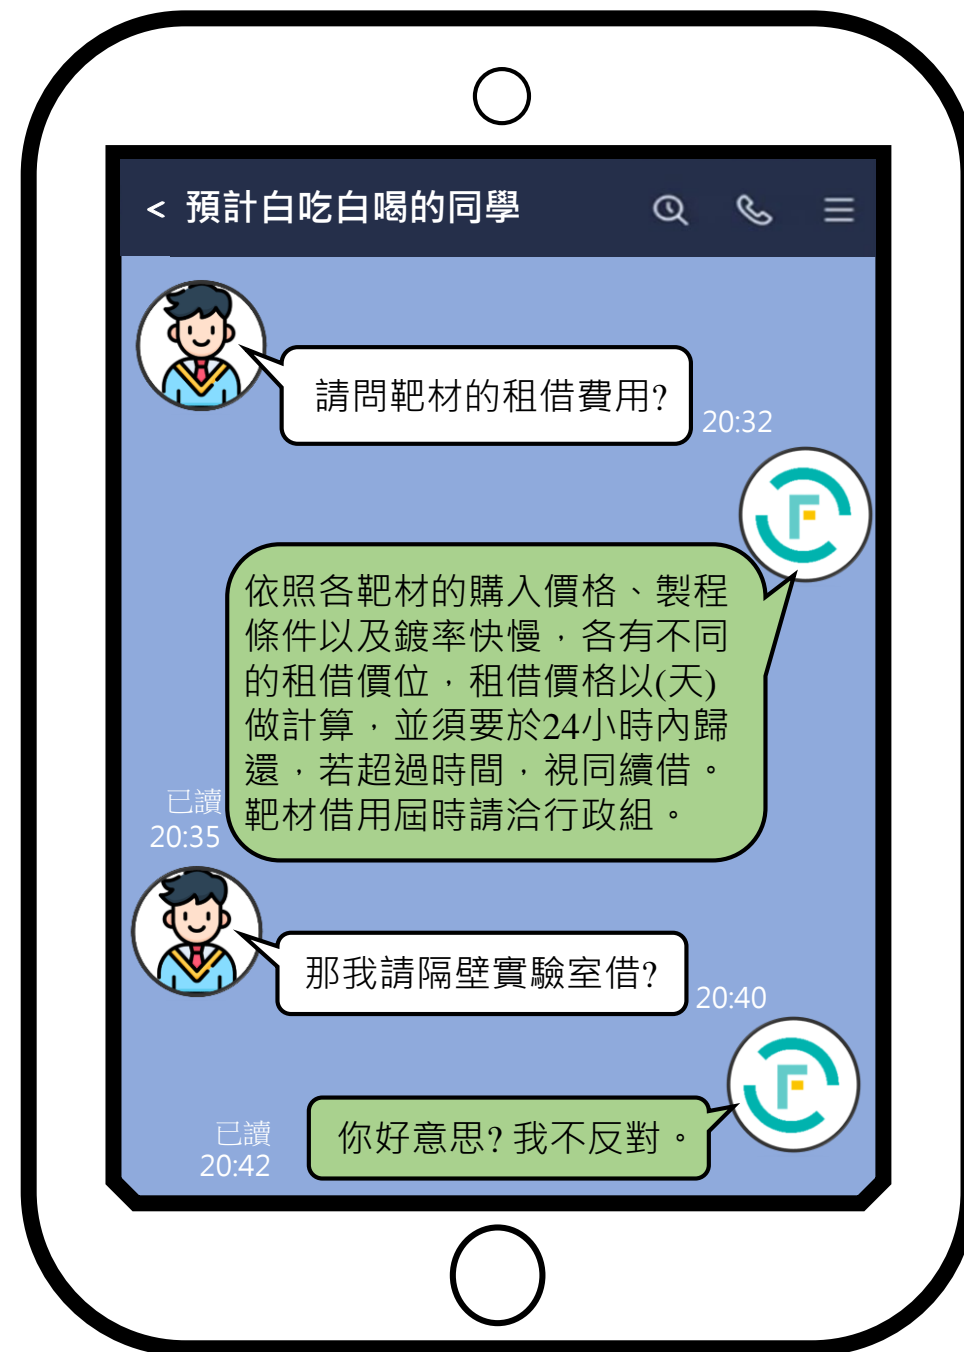 < 預計白吃白喝的同學
請問靶材的租借費用?
20:32
依照各靶材的購入價格、製程
條件以及鍍率快慢，各有不同
的租借價位，租借價格以(天)
做計算，並須要於24小時內歸
還，若超過時間，視同續借。
靶材借用屆時請洽行政組。
已讀
20:35
那我請隔壁實驗室借?
20:40
你好意思? 我不反對。
已讀
20:42